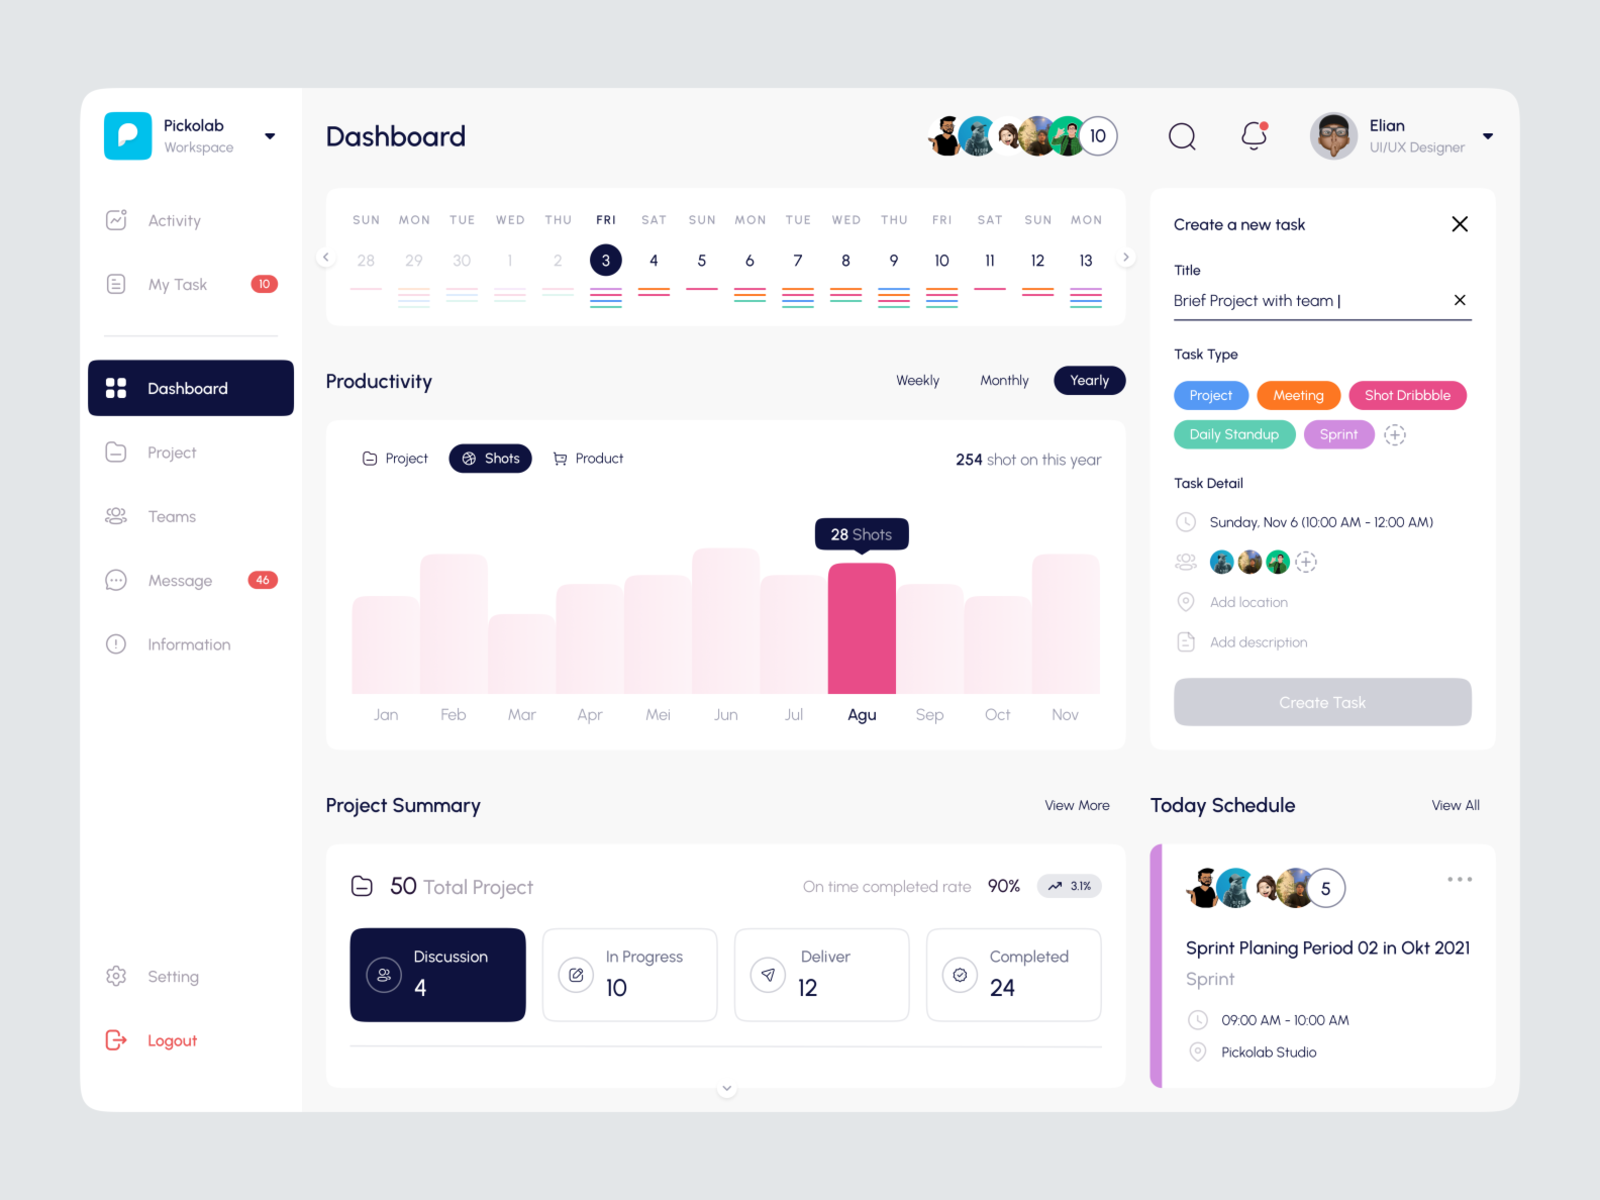 Pickolab
Workspace
Activity
My Task 10
Dashboard
Project
Teams
Message 46
Information
Setting
Logout
Dashboard
10
Elian
UI/UX Designer
SUN MON TUE WED THU FRI SAT SUN MON TUE WED THU FRI SAT SUN MON
28 29 30 1 2 3 4 5 6 7 8 9 10 11 12 13
Productivity
Weekly Monthly Yearly
Project Shots Product
254 shot on this year
28 Shots
Jan Feb Mar Apr Mei Jun Jul Agu Sep Oct Nov
Create a new task
Title
Brief Project with team
Task Type
Project Meeting Shot Dribbble
Daily Standup Sprint
Task Detail
Sunday, Nov 6 (10:00 AM - 12:00 AM)
Add location
Add description
Create Task
Project Summary
View More
50 Total Project
On time completed rate 90% 3.1%
Discussion
4
In Progress
10
Deliver
12
Completed
24
Today Schedule
View All
5
Sprint Planing Period 02 in Okt 2021
Sprint
09:00 AM - 10:00 AM
Pickolab Studio